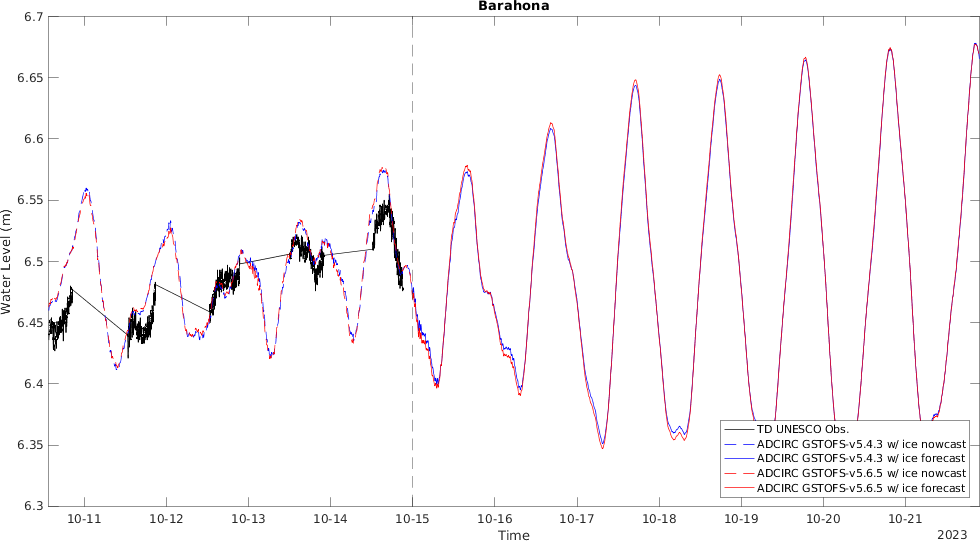 Barahona
6.7
6.65
6.6
6.55
6.5
6.45
6.4
6.35
6.3
Water Level (m)
TD UNESCO Obs.
ADCIRC GSTOFS-v5.4.3 w/ ice nowcast
ADCIRC GSTOFS-v5.4.3 w/ ice forecast
ADCIRC GSTOFS-v5.6.5 w/ ice nowcast
ADCIRC GSTOFS-v5.6.5 w/ ice forecast
10-11 10-12 10-13 10-14 10-15 10-16 10-17 10-18 10-19 10-20 10-21
Time
2023